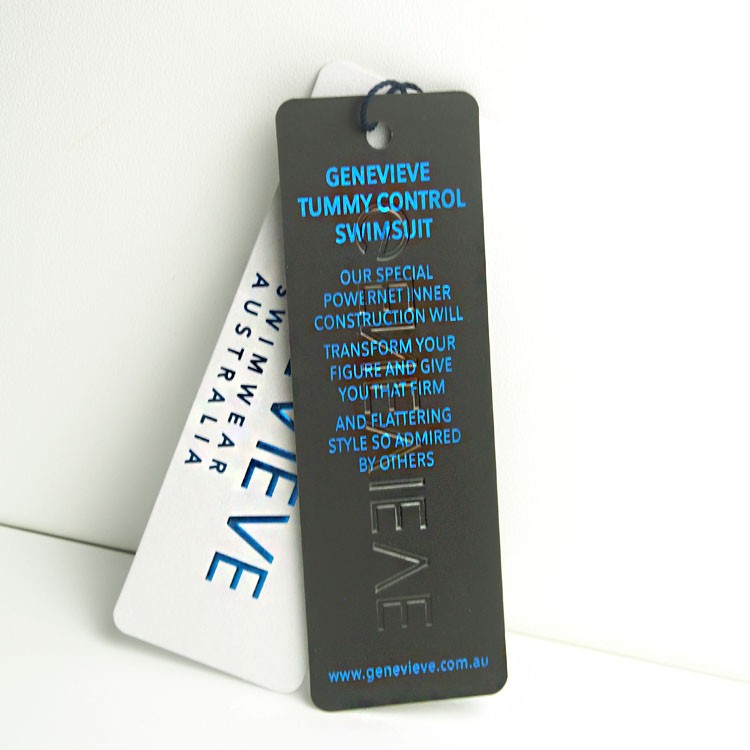 GENEVIEVE
TUMMY CONTROL
SWIMSUIT
OUR SPECIAL
POWERNET INNER
CONSTRUCTION WILL
TRANSFORM YOUR
FIGURE AND GIVE
YOU THAT FIRM
AND FLATTERING
STYLE SO ADMIRED
BY OTHERS
GENEVIEVE
www.genevieve.com.au
VIEVE
SWIMWEAR
AUSTRALIA